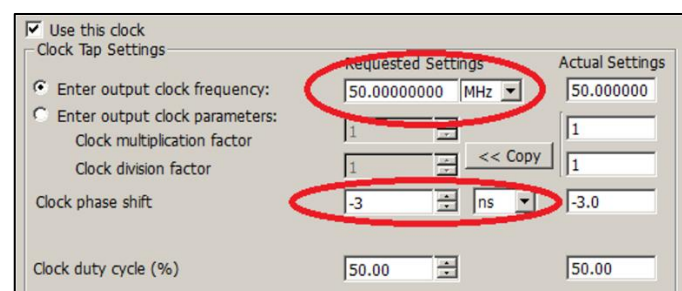 Use this clock
Clock Tap Settings
Requested Settings Actual Settings
Enter output clock frequency: 50.00000000 MHz 50.000000
Enter output clock parameters:
Clock multiplication factor 1 1
<< Copy
Clock division factor 1 1
Clock phase shift -3 ns -3.0
Clock duty cycle (%) 50.00 50.00